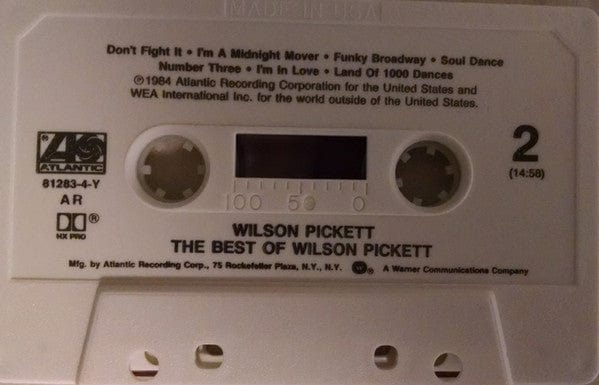 MADE IN USA
Don't Fight It • I'm A Midnight Mover • Funky Broadway • Soul Dance
Number Three • I'm In Love • Land Of 1000 Dances
℗1984 Atlantic Recording Corporation for the United States and
WEA International Inc. for the world outside of the United States.
ATLANTIC
81283-4-Y
AR
HX PRO
2
(14:58)
100 50 0
WILSON PICKETT
THE BEST OF WILSON PICKETT
Mfg. by Atlantic Recording Corp., 75 Rockefeller Plaza, N.Y., N.Y. W® A Warner Communications Company